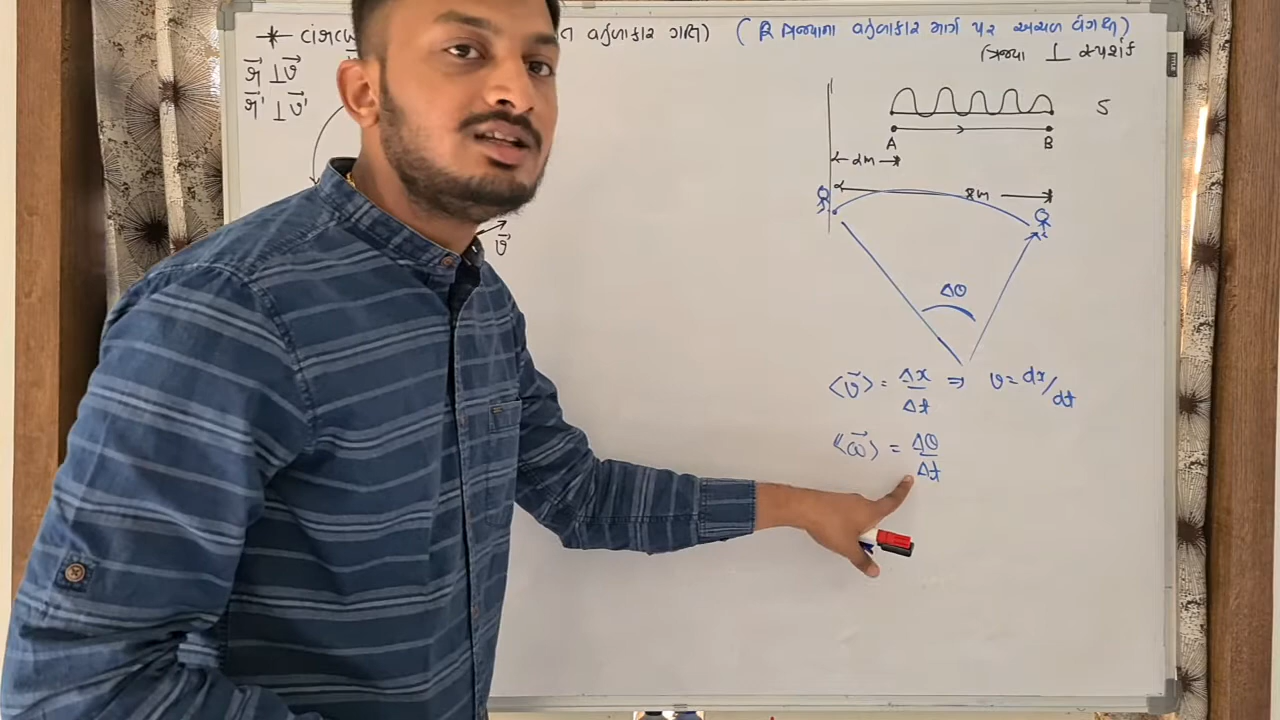 ત વર્તુળાકાર ગતિ) (R ત્રિજ્યાના વર્તુળાકાર માર્ગ પર અચળ વેગથી)
ત્રિજ્યા ⊥ સ્પર્શક
r⃗ ⊥ v⃗
r⃗' ⊥ v⃗'
S
A B
2m
8m
v⃗
Δθ
<v⃗> = Δx/Δt ⇒ v = dx/dt
<ω⃗> = Δθ/Δt